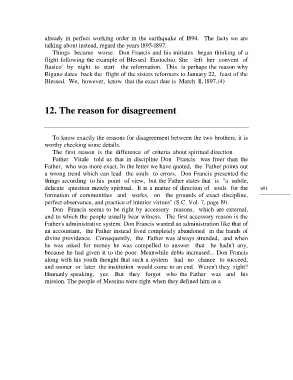 already in perfect working order in the earthquake of 1894. The facts we are
talking about instead, regard the years 1895-1897.
Things become worse. Don Francis and his initiates began thinking of a
flight following the example of Blessed Eustochio. She left her convent of
Basico' by night to start the reformation. This is perhaps the reason why
Rigano dates back the flight of the sisters reformers to January 22, feast of the
Blessed. We, however, know that the exact date is March 11, 1897.(4)
12. The reason for disagreement
To know exactly the reasons for disagreement between the two brothers, it is
worthy checking some details.
The first reason is the difference of criteria about spiritual direction.
Father Vitale told us that in discipline Don Francis was freer than the
Father, who was more exact. In the letter we have quoted, the Father points out
a wrong trend which can lead the souls to errors. Don Francis presented the
things according to his point of view, but the Father states that is "a subtle,
delicate question merely spiritual. It is a matter of direction of souls for the
formation of communities and works, on the grounds of exact discipline,
perfect observance, and practice of interior virtues" (S.C. Vol. 7, page 19).
Don Francis seems to be right by accessory reasons, which are external,
and to which the people usually bear witness. The first accessory reason is the
Father's administrative system. Don Francis wanted an administration like that of
an accountant, the Father instead lived completely abandoned in the hands of
divine providence. Consequently, the Father was always stranded, and when
he was asked for money he was compelled to answer that he hadn't any,
because he had given it to the poor. Meanwhile debts increased... Don Francis
along with his youth thought that such a system had no chance to succeed,
and sooner or later the institution would come to an end. Weren't they right?
Humanly speaking, yes. But they forgot who the Father was and his
mission. The people of Messina were right when they defined him as a